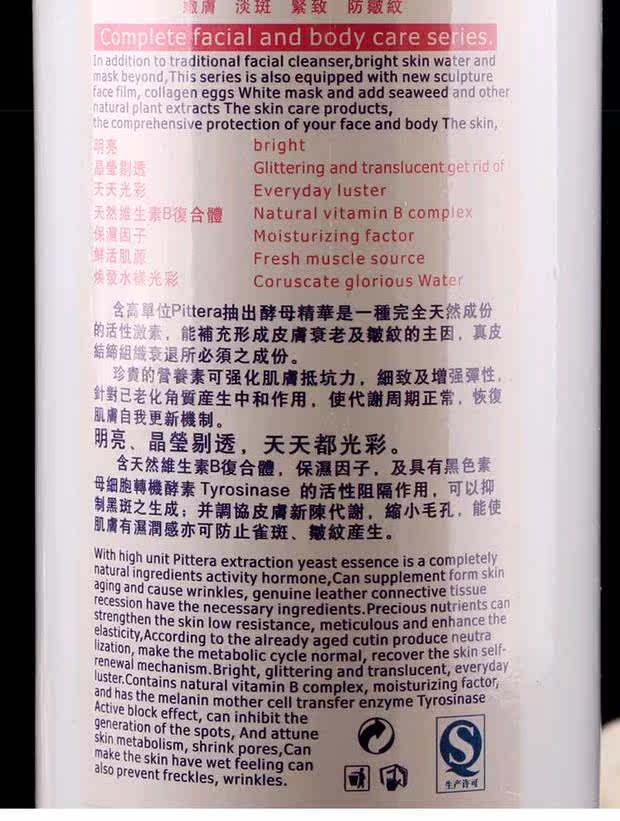 嫩膚 淡斑 緊致 防皺紋
Complete facial and body care series.
In addition to traditional facial cleanser,bright skin water and
mask beyond,This series is also equipped with new sculpture
face film, collagen eggs White mask and add seaweed and other
natural plant extracts The skin care products,
the comprehensive protection of your face and body The skin,
明亮 bright
晶瑩剔透 Glittering and translucent get rid of
天天光彩 Everyday luster
天然維生素B復合體 Natural vitamin B complex
保濕因子 Moisturizing factor
鮮活肌源 Fresh muscle source
煥發水樣光彩 Coruscate glorious Water
含高單位Pittera抽出酵母精華是一種完全天然成份
的活性激素，能補充形成皮膚衰老及皺紋的主因，真皮
結締組織衰退所必須之成份。
珍貴的營養素可强化肌膚抵坑力，細致及增强彈性，
針對已老化角質産生中和作用，使代謝周期正常，恢復
肌膚自我更新機制。
明亮、晶瑩剔透，天天都光彩。
含天然維生素B復合體，保濕因子，及具有黑色素
母細胞轉機酵素 Tyrosinase 的活性阻隔作用，可以抑
制黑斑之生成；并調協皮膚新陳代謝，縮小毛孔，能使
肌膚有濕潤感亦可防止雀斑、皺紋産生。
With high unit Pittera extraction yeast essence is a completely
natural ingredients activity hormone,Can supplement form skin
aging and cause wrinkles, genuine leather connective tissue
recession have the necessary ingredients.Precious nutrients can
strengthen the skin low resistance, meticulous and enhance the
elasticity,According to the already aged cutin produce neutra
lization, make the metabolic cycle normal, recover the skin self-
renewal mechanism.Bright, glittering and translucent, everyday
luster.Contains natural vitamin B complex, moisturizing factor,
and has the melanin mother cell transfer enzyme Tyrosinase
Active block effect, can inhibit the
generation of the spots, And attune
skin metabolism, shrink pores,Can
make the skin have wet feeling can
also prevent freckles, wrinkles.
生产许可